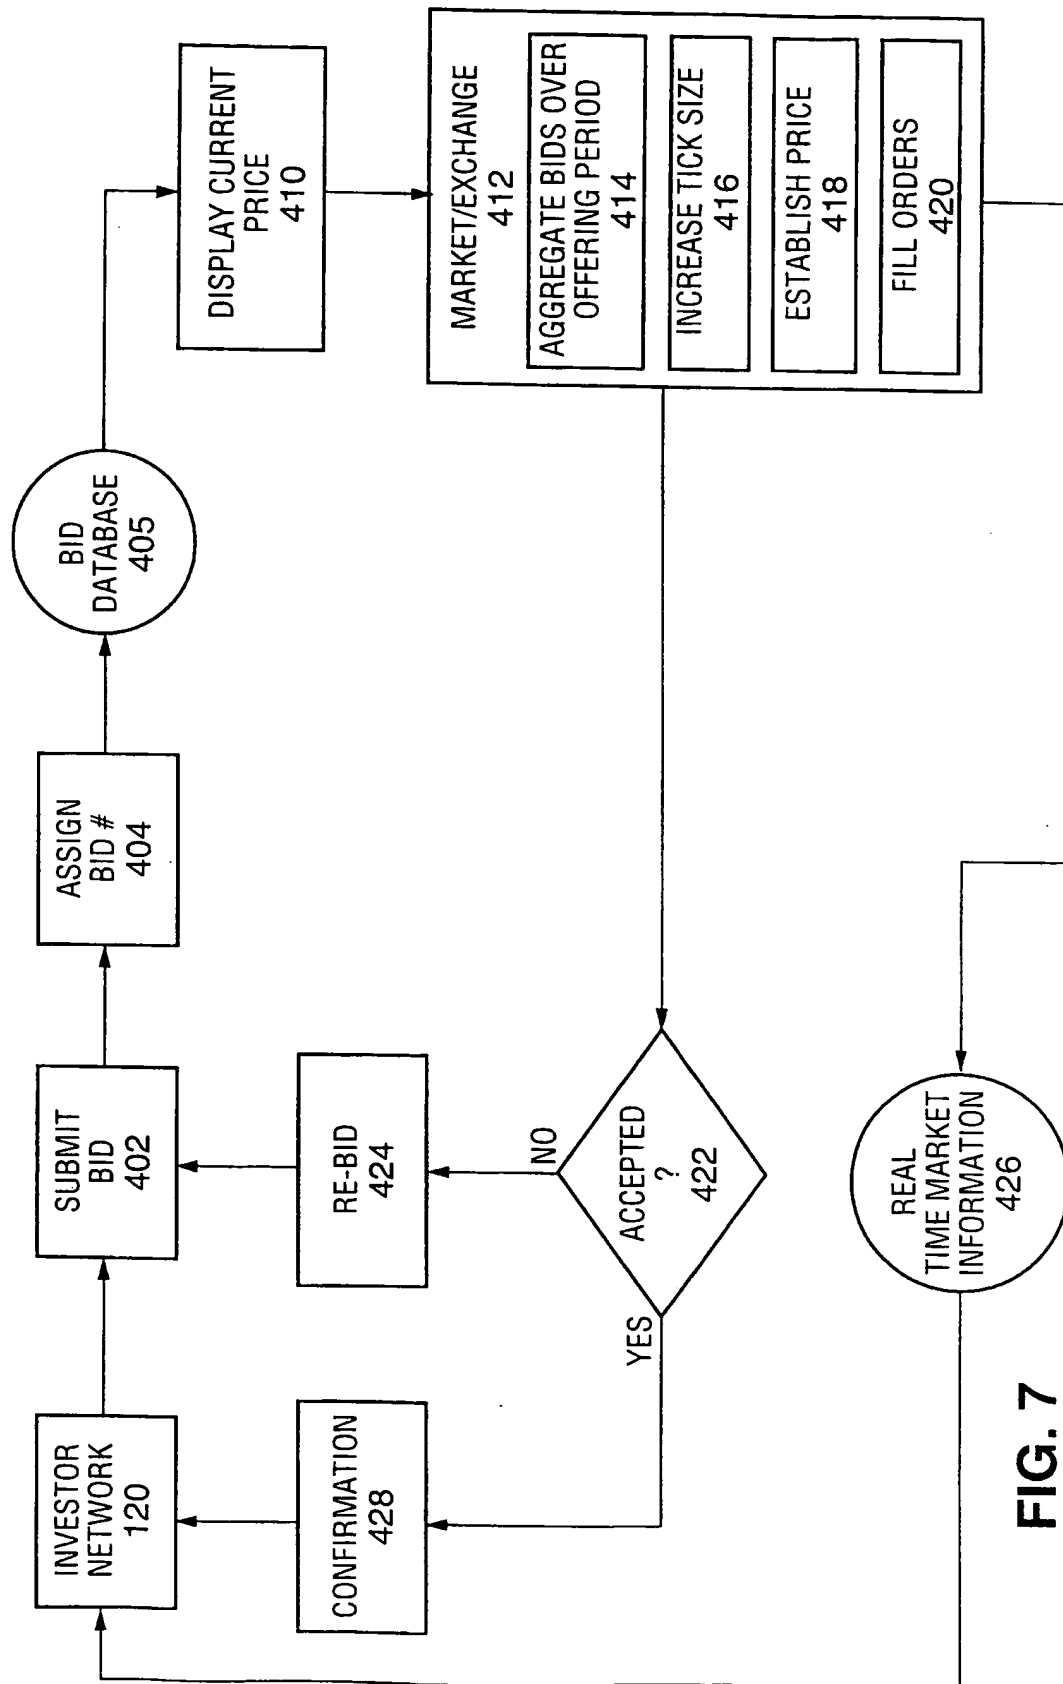 INVESTOR
NETWORK
120
SUBMIT
BID
402
ASSIGN
BID #
404
BID
DATABASE
405
DISPLAY CURRENT
PRICE
410
CONFIRMATION
428
RE-BID
424
MARKET/EXCHANGE
412
AGGREGATE BIDS OVER
OFFERING PERIOD
414
INCREASE TICK SIZE
416
ESTABLISH PRICE
418
FILL ORDERS
420
YES
NO
ACCEPTED
?
422
REAL
TIME MARKET
INFORMATION
426
FIG. 7